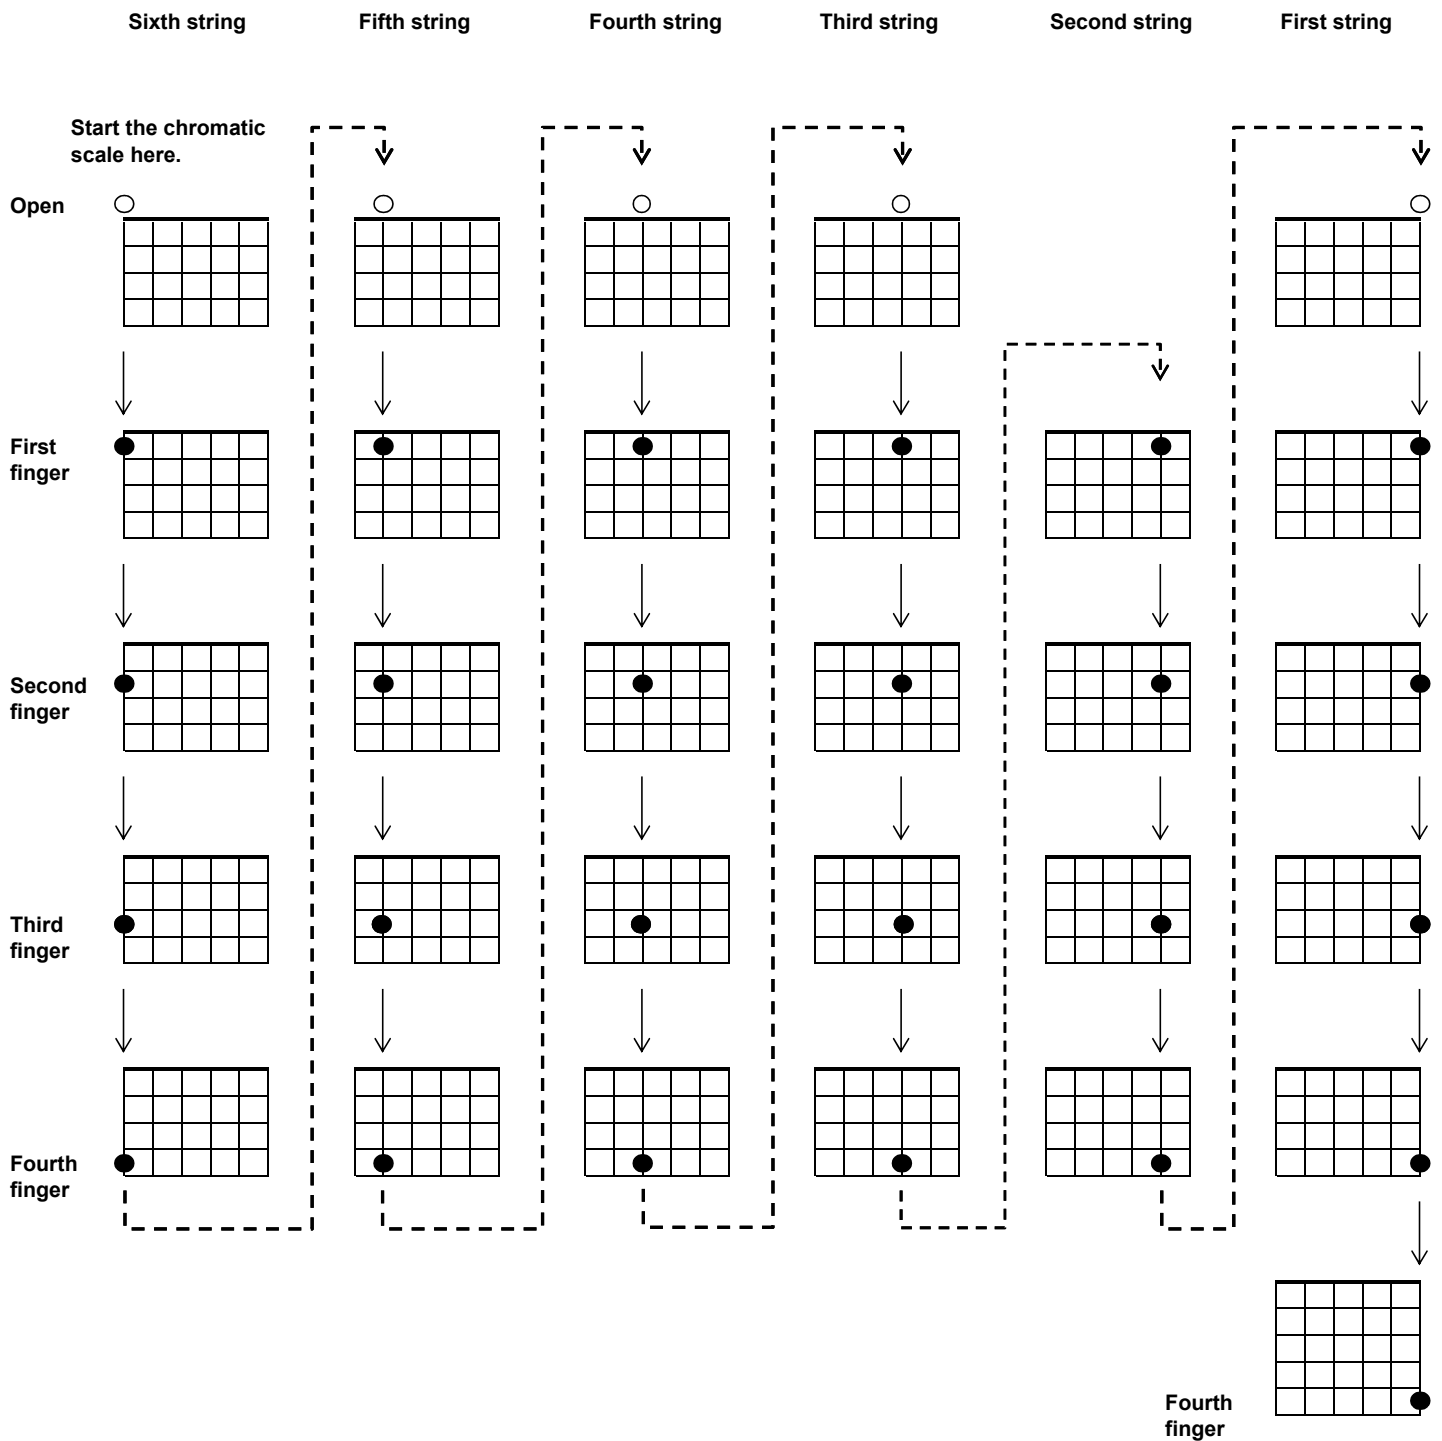 Sixth string
Fifth string
Fourth string
Third string
Second string
First string
Start the chromatic
scale here.
Open
First
finger
Second
finger
Third
finger
Fourth
finger
Fourth
finger